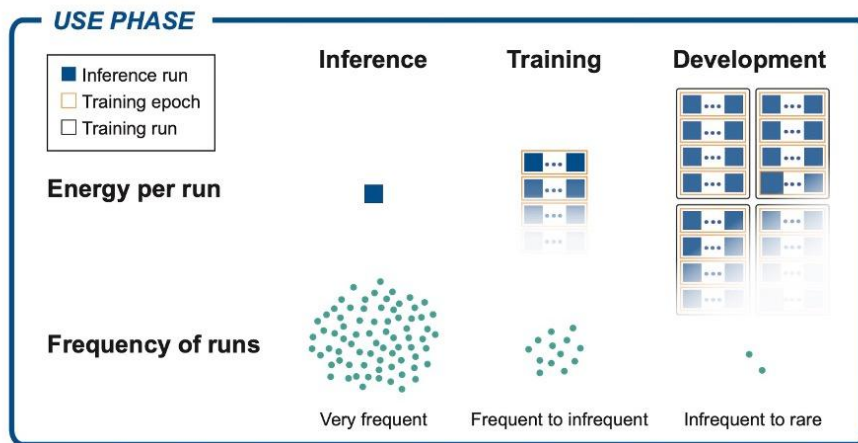 USE PHASE
Inference Training Development
Inference run
Training epoch
Training run
Energy per run
Frequency of runs
Very frequent Frequent to infrequent Infrequent to rare